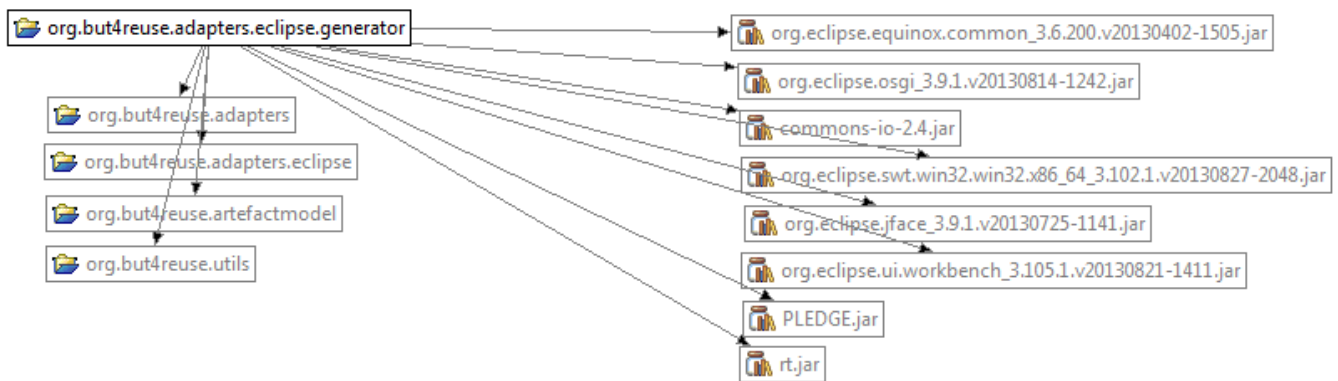 org.but4reuse.adapters.eclipse.generator
org.but4reuse.adapters
org.but4reuse.adapters.eclipse
org.but4reuse.artefactmodel
org.but4reuse.utils
org.eclipse.equinox.common_3.6.200.v20130402-1505.jar
org.eclipse.osgi_3.9.1.v20130814-1242.jar
commons-io-2.4.jar
org.eclipse.swt.win32.win32.x86_64_3.102.1.v20130827-2048.jar
org.eclipse.jface_3.9.1.v20130725-1141.jar
org.eclipse.ui.workbench_3.105.1.v20130821-1411.jar
PLEDGE.jar
rt.jar